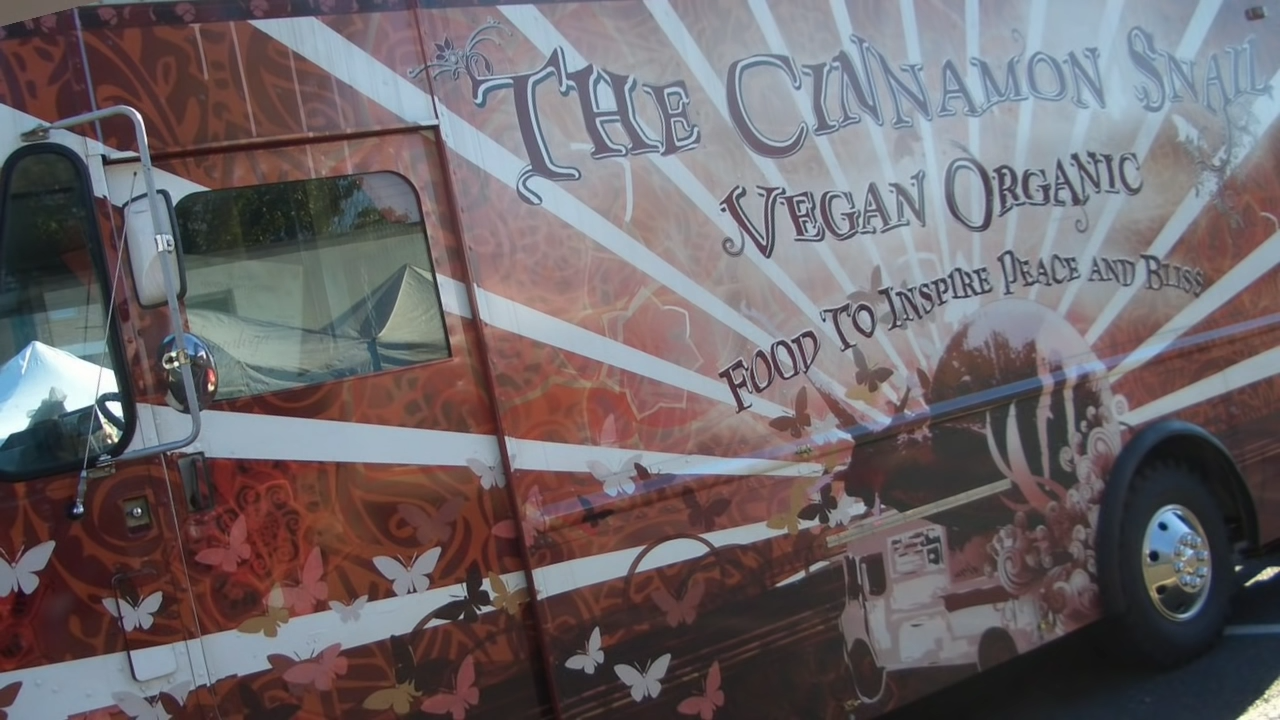 THE CINNAMON SNAIL
VEGAN ORGANIC
FOOD TO INSPIRE PEACE AND BLISS